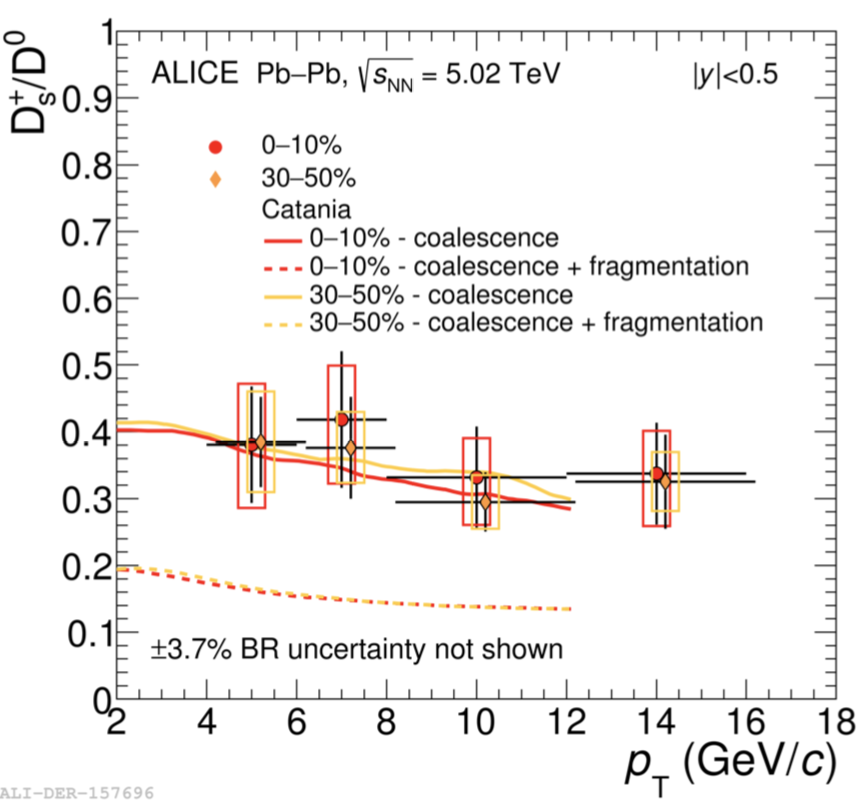 D_s^+/D^0
1
0.9
0.8
0.7
0.6
0.5
0.4
0.3
0.2
0.1
0
ALICE Pb–Pb, √s_NN = 5.02 TeV |y|<0.5
0–10%
30–50%
Catania
0–10% - coalescence
0–10% - coalescence + fragmentation
30–50% - coalescence
30–50% - coalescence + fragmentation
±3.7% BR uncertainty not shown
2 4 6 8 10 12 14 16 18
p_T (GeV/c)
ALI-DER-157696